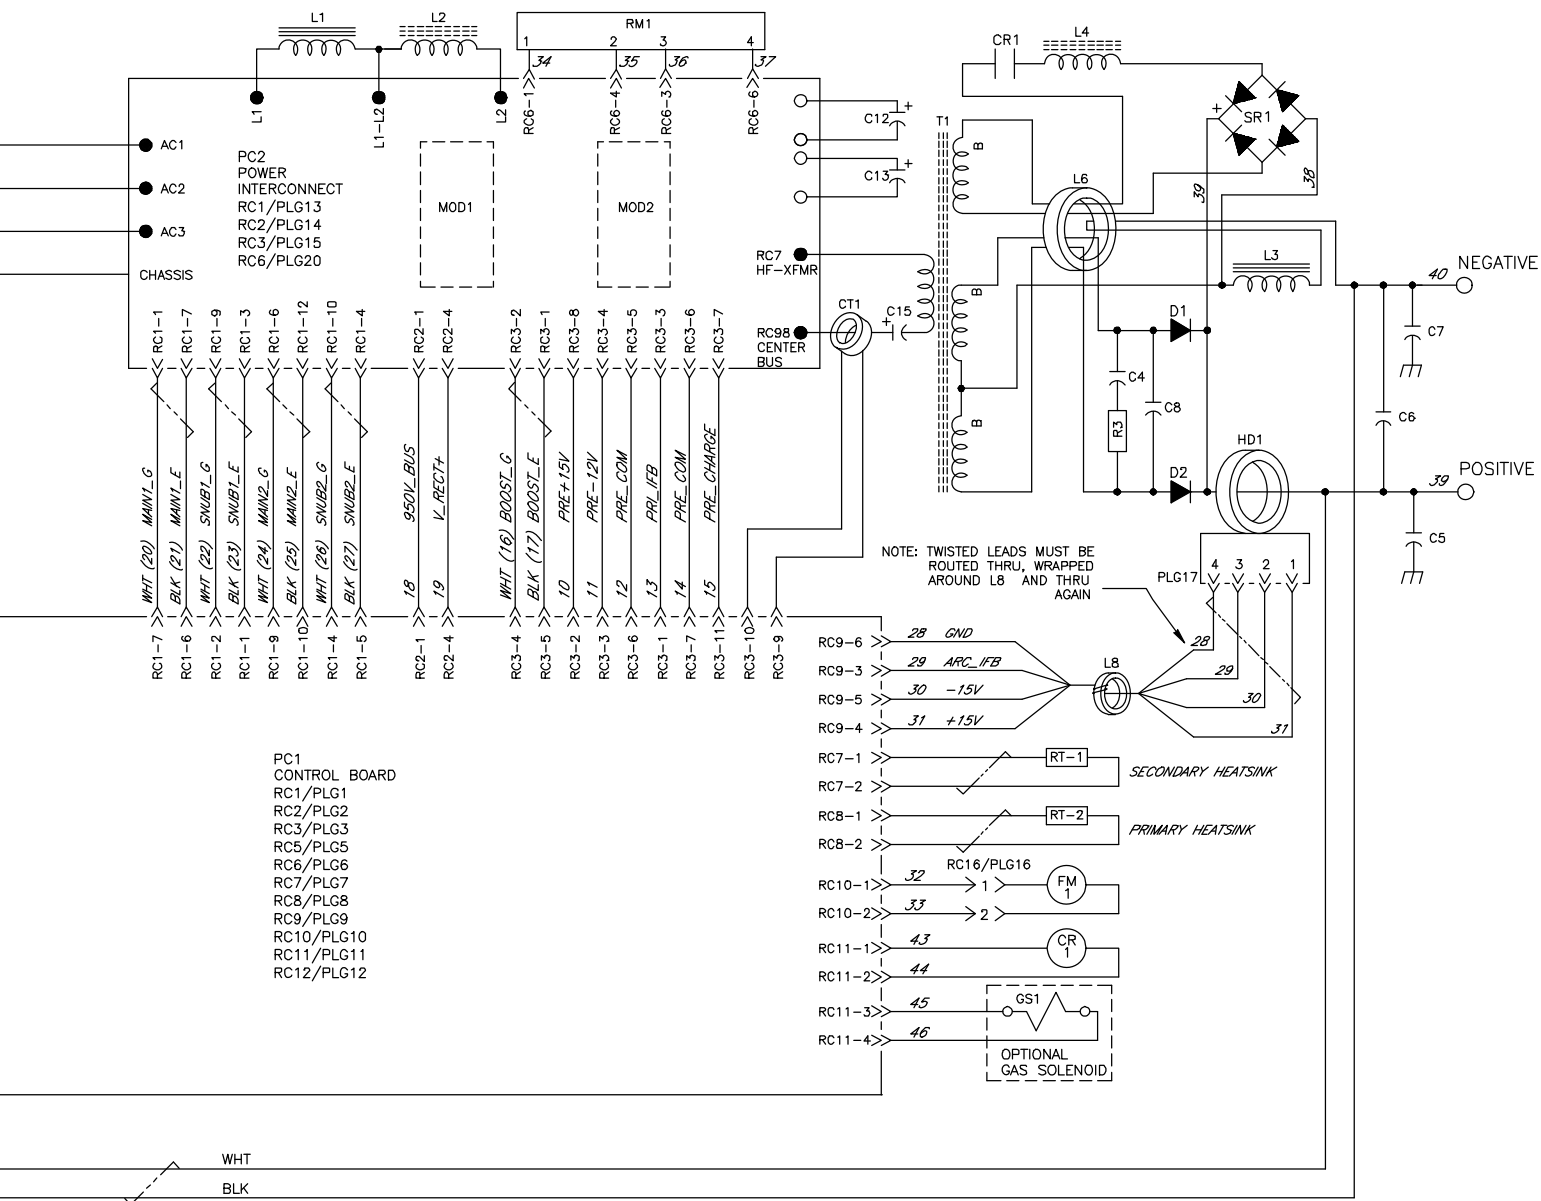 L1
L2
RM1
1
2
3
4
34
35
36
37
RC6-1
RC6-4
RC6-3
RC6-6
L1
L1-L2
L2
AC1
AC2
AC3
CHASSIS
PC2
POWER
INTERCONNECT
RC1/PLG13
RC2/PLG14
RC3/PLG15
RC6/PLG20
MOD1
MOD2
C12
+
C13
+
RC7
HF-XFMR
RC98
CENTER
BUS
CT1
C15
+
T1
B
B
B
CR1
L4
SR1
+
L6
39
38
L3
40
NEGATIVE
D1
C7
C4
C8
R3
C6
D2
HD1
39
POSITIVE
C5
RC1-1
RC1-7
RC1-9
RC1-3
RC1-6
RC1-12
RC1-10
RC1-4
RC2-1
RC2-4
RC3-2
RC3-1
RC3-8
RC3-4
RC3-5
RC3-3
RC3-6
RC3-7
WHT (20) MAIN1_G
BLK (21) MAIN1_E
WHT (22) SNUB1_G
BLK (23) SNUB1_E
WHT (24) MAIN2_G
BLK (25) MAIN2_E
WHT (26) SNUB2_G
BLK (27) SNUB2_E
18 950V_BUS
19 V_RECT+
WHT (16) BOOST_G
BLK (17) BOOST_E
10 PRE+15V
11 PRE-12V
12 PRE_COM
13 PRI_IFB
14 PRE_COM
15 PRE_CHARGE
RC1-7
RC1-6
RC1-2
RC1-1
RC1-9
RC1-10
RC1-4
RC1-5
RC2-1
RC2-4
RC3-4
RC3-5
RC3-2
RC3-3
RC3-6
RC3-1
RC3-7
RC3-11
RC3-10
RC3-9
NOTE: TWISTED LEADS MUST BE
ROUTED THRU, WRAPPED
AROUND L8 AND THRU
AGAIN
PLG17
4
3
2
1
RC9-6
28 GND
RC9-3
29 ARC_IFB
RC9-5
30 -15V
RC9-4
31 +15V
L8
28
29
30
31
RC7-1
RT-1
SECONDARY HEATSINK
RC7-2
RC8-1
RT-2
PRIMARY HEATSINK
RC8-2
RC16/PLG16
RC10-1
32
1
FM
1
RC10-2
33
2
RC11-1
43
CR
1
RC11-2
44
RC11-3
45
GS1
RC11-4
46
OPTIONAL
GAS SOLENOID
PC1
CONTROL BOARD
RC1/PLG1
RC2/PLG2
RC3/PLG3
RC5/PLG5
RC6/PLG6
RC7/PLG7
RC8/PLG8
RC9/PLG9
RC10/PLG10
RC11/PLG11
RC12/PLG12
WHT
BLK